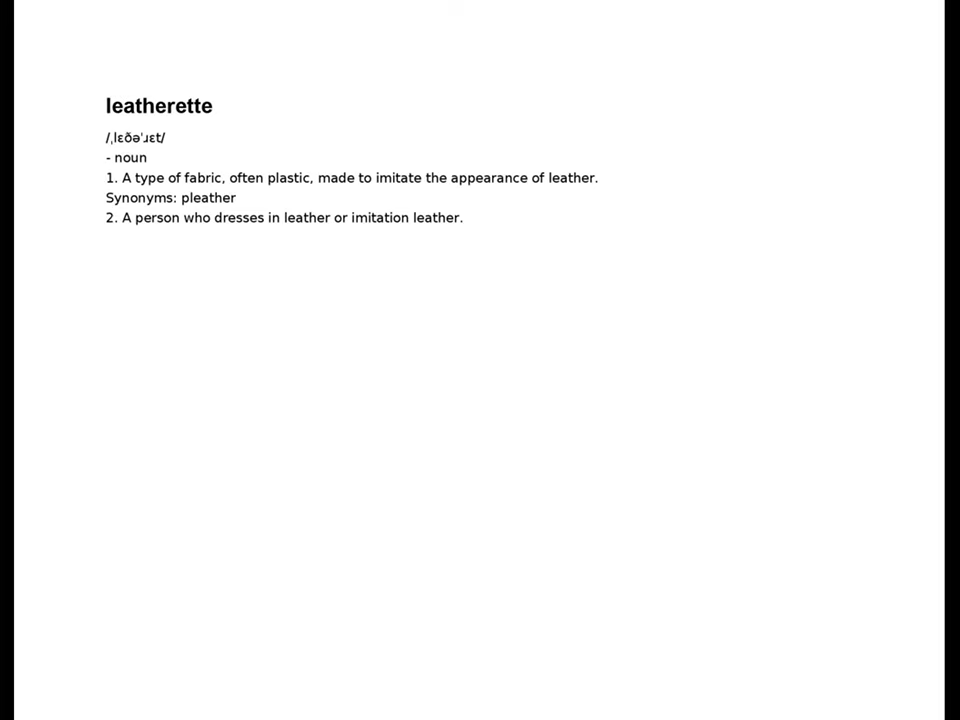 leatherette
/ˌlɛðəˈɹɛt/
- noun
1. A type of fabric, often plastic, made to imitate the appearance of leather.
Synonyms: pleather
2. A person who dresses in leather or imitation leather.